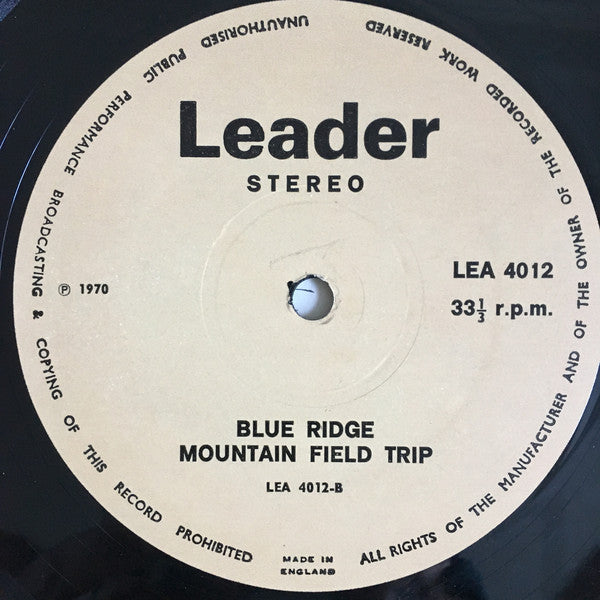 Leader
STEREO
LEA 4012
℗ 1970
33⅓ r.p.m.
BLUE RIDGE
MOUNTAIN FIELD TRIP
LEA 4012-B
MADE IN
ENGLAND
ALL RIGHTS OF THE MANUFACTURER AND OF THE OWNER OF THE RECORDED WORK RESERVED
UNAUTHORISED PUBLIC PERFORMANCE BROADCASTING & COPYING OF THIS RECORD PROHIBITED